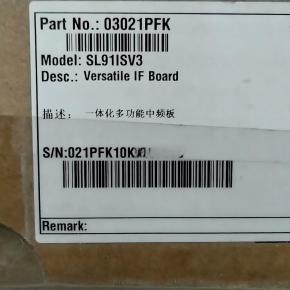 Part No.: 03021PFK
Model: SL91ISV3
Desc.: Versatile IF Board
描述: 一体化多功能中频板
S/N:021PFK10K
Remark: